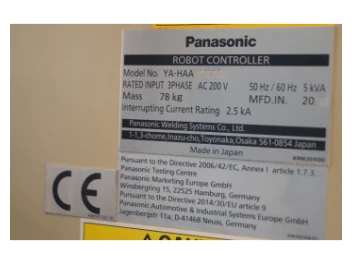 Panasonic
ROBOT CONTROLLER
Model No. YA-HAA
RATED INPUT 3PHASE AC 200 V 50 Hz / 60 Hz 5 kVA
Mass 78 kg MFD.IN. 20
Interrupting Current Rating 2.5 kA
Panasonic Welding Systems Co., Ltd.
1-1,3-chome,Inazu-cho,Toyonaka,Osaka 561-0854 Japan
Made in Japan
CE
Pursuant to the Directive 2006/42/EC, Annex I article 1.7.3.
Panasonic Testing Centre
Panasonic Marketing Europe GmbH
Winsbergring 15, 22525 Hamburg, Germany
Pursuant to the Directive 2014/30/EU article 9
Panasonic Automotive & Industrial Systems Europe GmbH
Jagenbergstr 11a, D-41468 Neuss, Germany